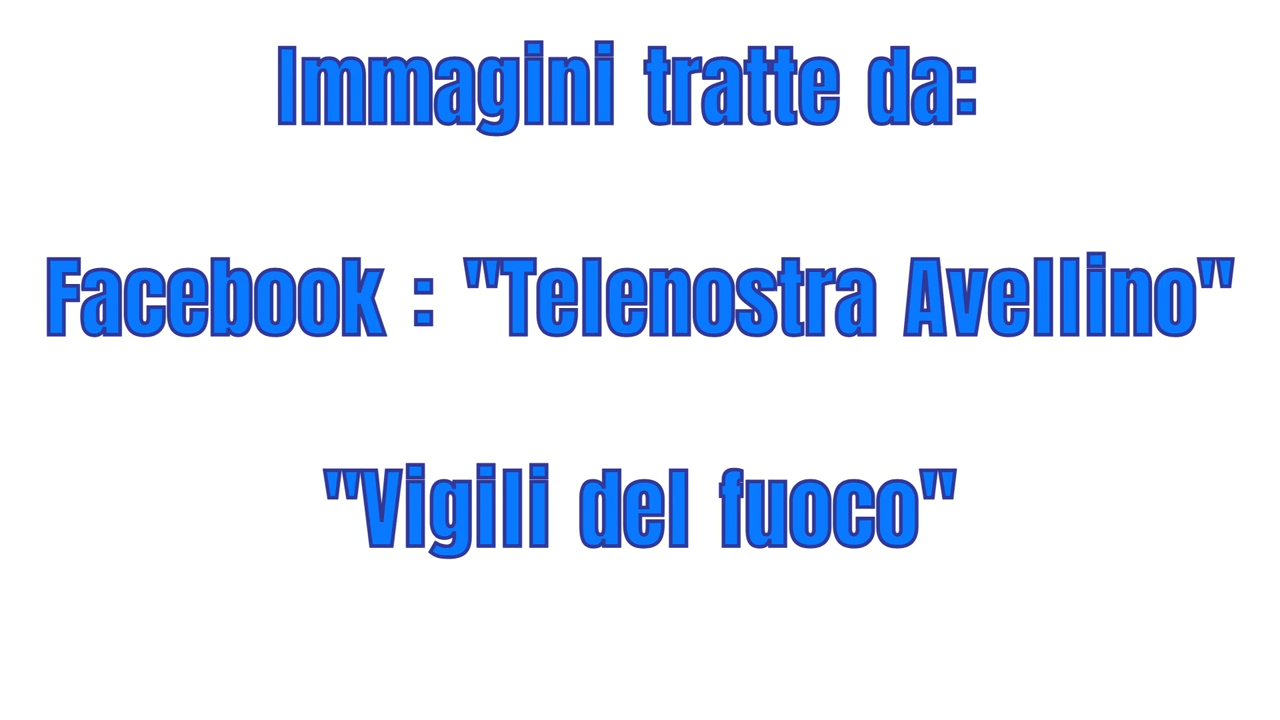 Immagini tratte da:
Facebook : "Telenostra Avellino"
"Vigili del fuoco"